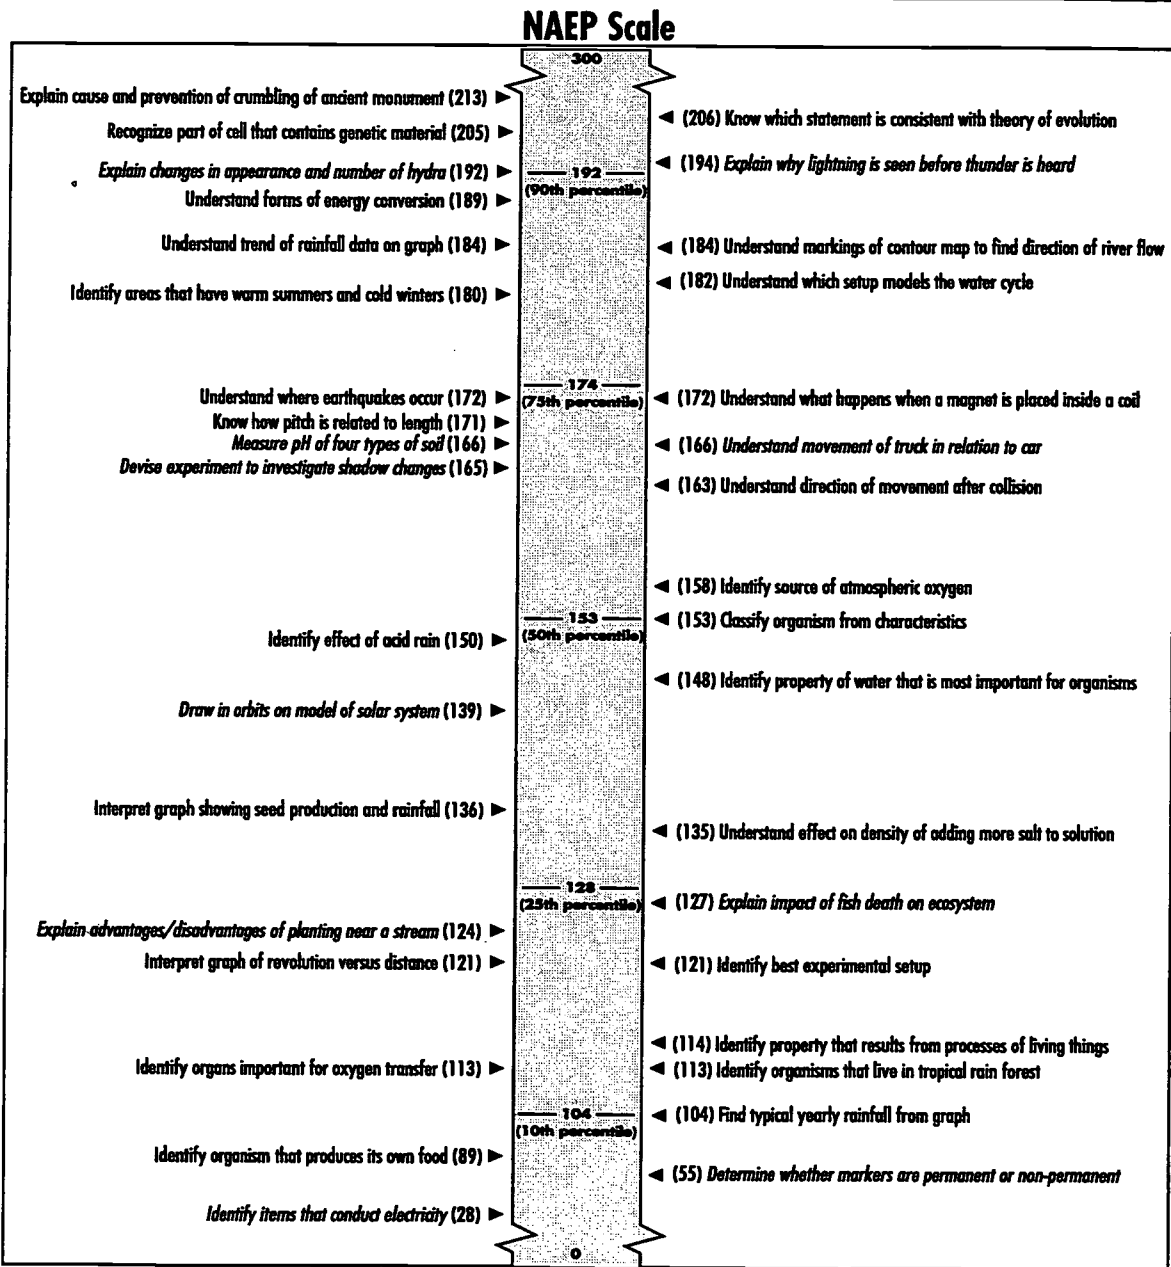 NAEP Scale
300
Explain cause and prevention of crumbling of ancient monument (213) ►
◄ (206) Know which statement is consistent with theory of evolution
Recognize part of cell that contains genetic material (205) ►
◄ (194) Explain why lightning is seen before thunder is heard
Explain changes in appearance and number of hydra (192) ►
192
(90th percentile)
Understand forms of energy conversion (189) ►
Understand trend of rainfall data on graph (184) ►
◄ (184) Understand markings of contour map to find direction of river flow
◄ (182) Understand which setup models the water cycle
Identify areas that have warm summers and cold winters (180) ►
174
(75th percentile)
Understand where earthquakes occur (172) ►
◄ (172) Understand what happens when a magnet is placed inside a coil
Know how pitch is related to length (171) ►
Measure pH of four types of soil (166) ►
◄ (166) Understand movement of truck in relation to car
Devise experiment to investigate shadow changes (165) ►
◄ (163) Understand direction of movement after collision
◄ (158) Identify source of atmospheric oxygen
153
(50th percentile)
◄ (153) Classify organism from characteristics
Identify effect of acid rain (150) ►
◄ (148) Identify property of water that is most important for organisms
Draw in orbits on model of solar system (139) ►
Interpret graph showing seed production and rainfall (136) ►
◄ (135) Understand effect on density of adding more salt to solution
128
(25th percentile)
◄ (127) Explain impact of fish death on ecosystem
Explain advantages/disadvantages of planting near a stream (124) ►
Interpret graph of revolution versus distance (121) ►
◄ (121) Identify best experimental setup
◄ (114) Identify property that results from processes of living things
Identify organs important for oxygen transfer (113) ►
◄ (113) Identify organisms that live in tropical rain forest
104
(10th percentile)
◄ (104) Find typical yearly rainfall from graph
Identify organism that produces its own food (89) ►
◄ (55) Determine whether markers are permanent or non-permanent
Identify items that conduct electricity (28) ►
0